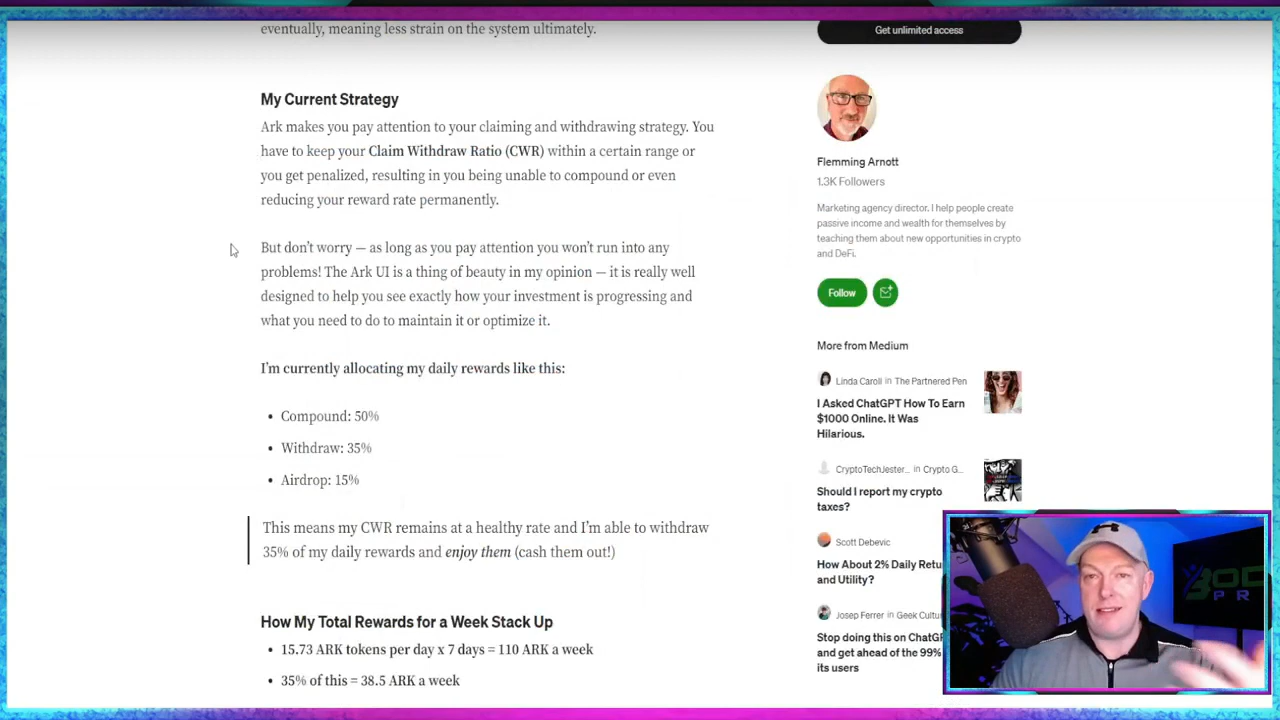 eventually, meaning less strain on the system ultimately.
My Current Strategy
Ark makes you pay attention to your claiming and withdrawing strategy. You
have to keep your Claim Withdraw Ratio (CWR) within a certain range or
you get penalized, resulting in you being unable to compound or even
reducing your reward rate permanently.
But don't worry — as long as you pay attention you won't run into any
problems! The Ark UI is a thing of beauty in my opinion — it is really well
designed to help you see exactly how your investment is progressing and
what you need to do to maintain it or optimize it.
I'm currently allocating my daily rewards like this:
• Compound: 50%
• Withdraw: 35%
• Airdrop: 15%
This means my CWR remains at a healthy rate and I'm able to withdraw
35% of my daily rewards and enjoy them (cash them out!)
How My Total Rewards for a Week Stack Up
• 15.73 ARK tokens per day x 7 days = 110 ARK a week
• 35% of this = 38.5 ARK a week
Get unlimited access
Flemming Arnott
1.3K Followers
Marketing agency director. I help people create
passive income and wealth for themselves by
teaching them about new opportunities in crypto
and DeFi.
Follow
More from Medium
Linda Caroll in The Partnered Pen
I Asked ChatGPT How To Earn
$1000 Online. It Was
Hilarious.
CryptoTechJester... in Crypto G...
Should I report my crypto
taxes?
Scott Debevic
How About 2% Daily
and Utility?
Josep Ferrer in Geek
Stop doing this on
and get ahead of the 99%
its users
PR